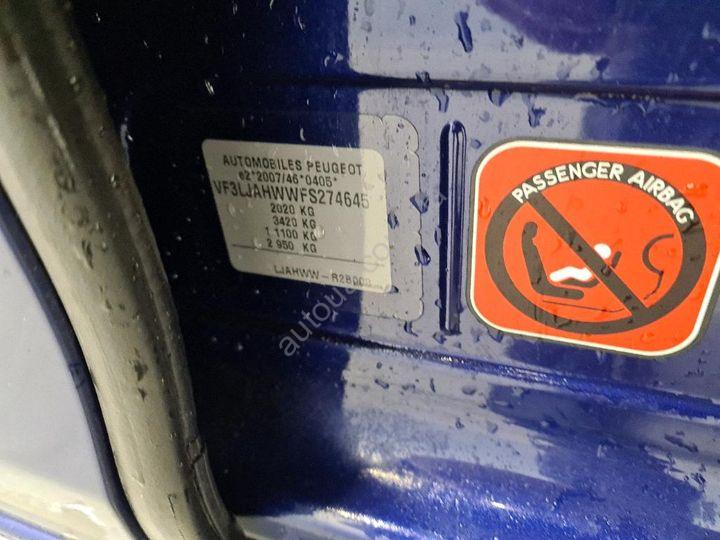 AUTOMOBILES PEUGEOT
e2*2007/46*0405*
VF3LJAHWWFS274645
2020 KG
3420 KG
1 1100 KG
2 950 KG
LJAHWW-
PASSENGER AIRBAG